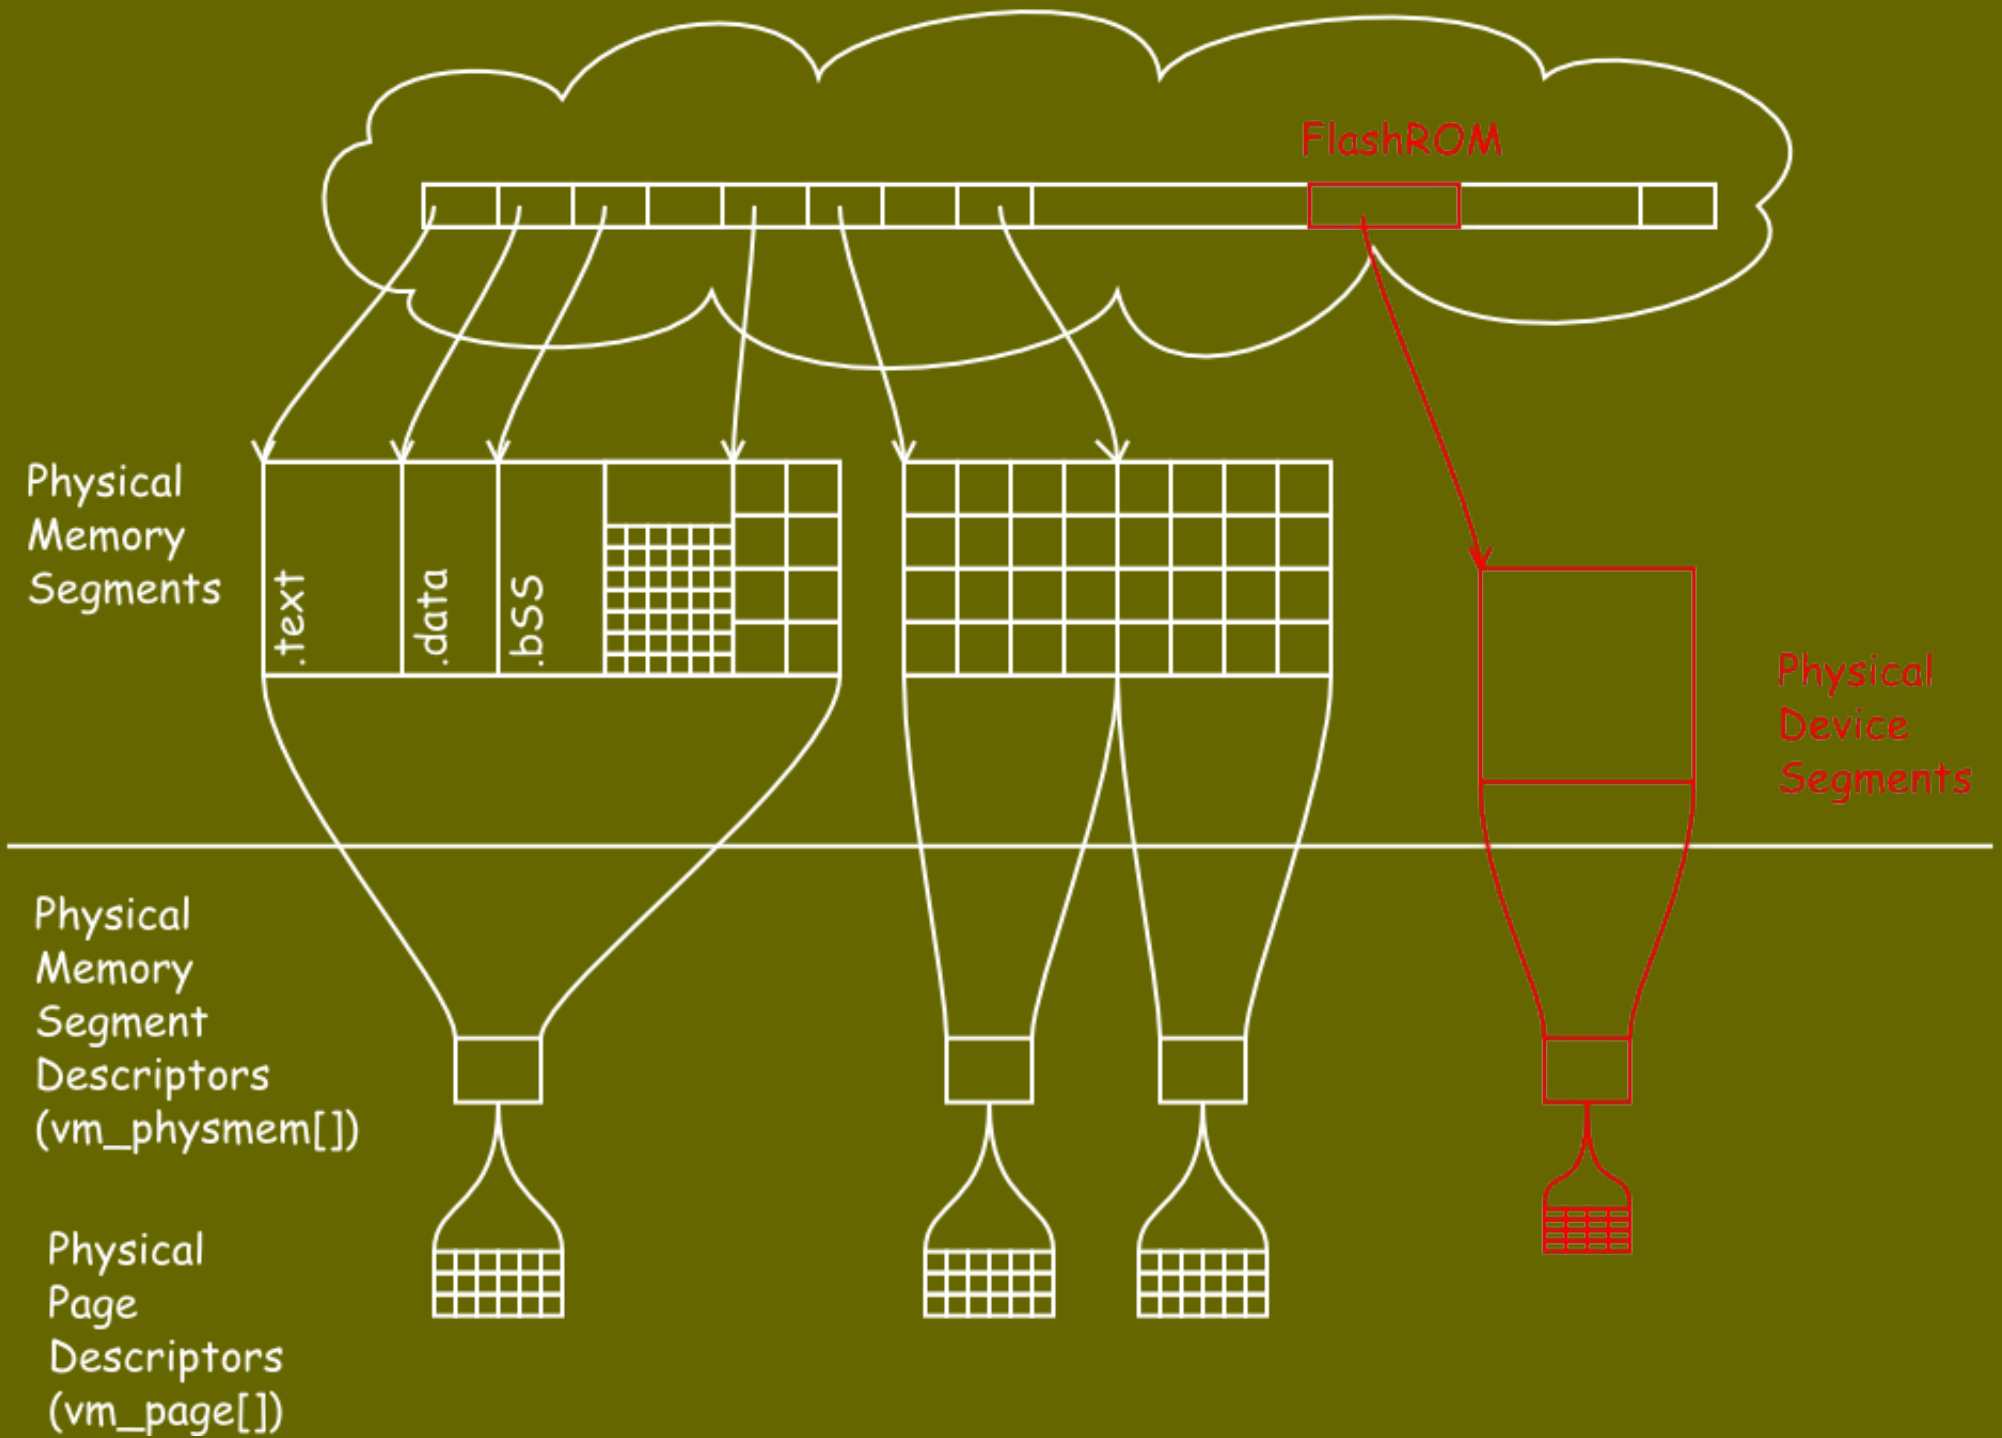 FlashROM
Physical
Memory
Segments
.text
.data
.bSS
Physical
Device
Segments
Physical
Memory
Segment
Descriptors
(vm_physmem[])
Physical
Page
Descriptors
(vm_page[])